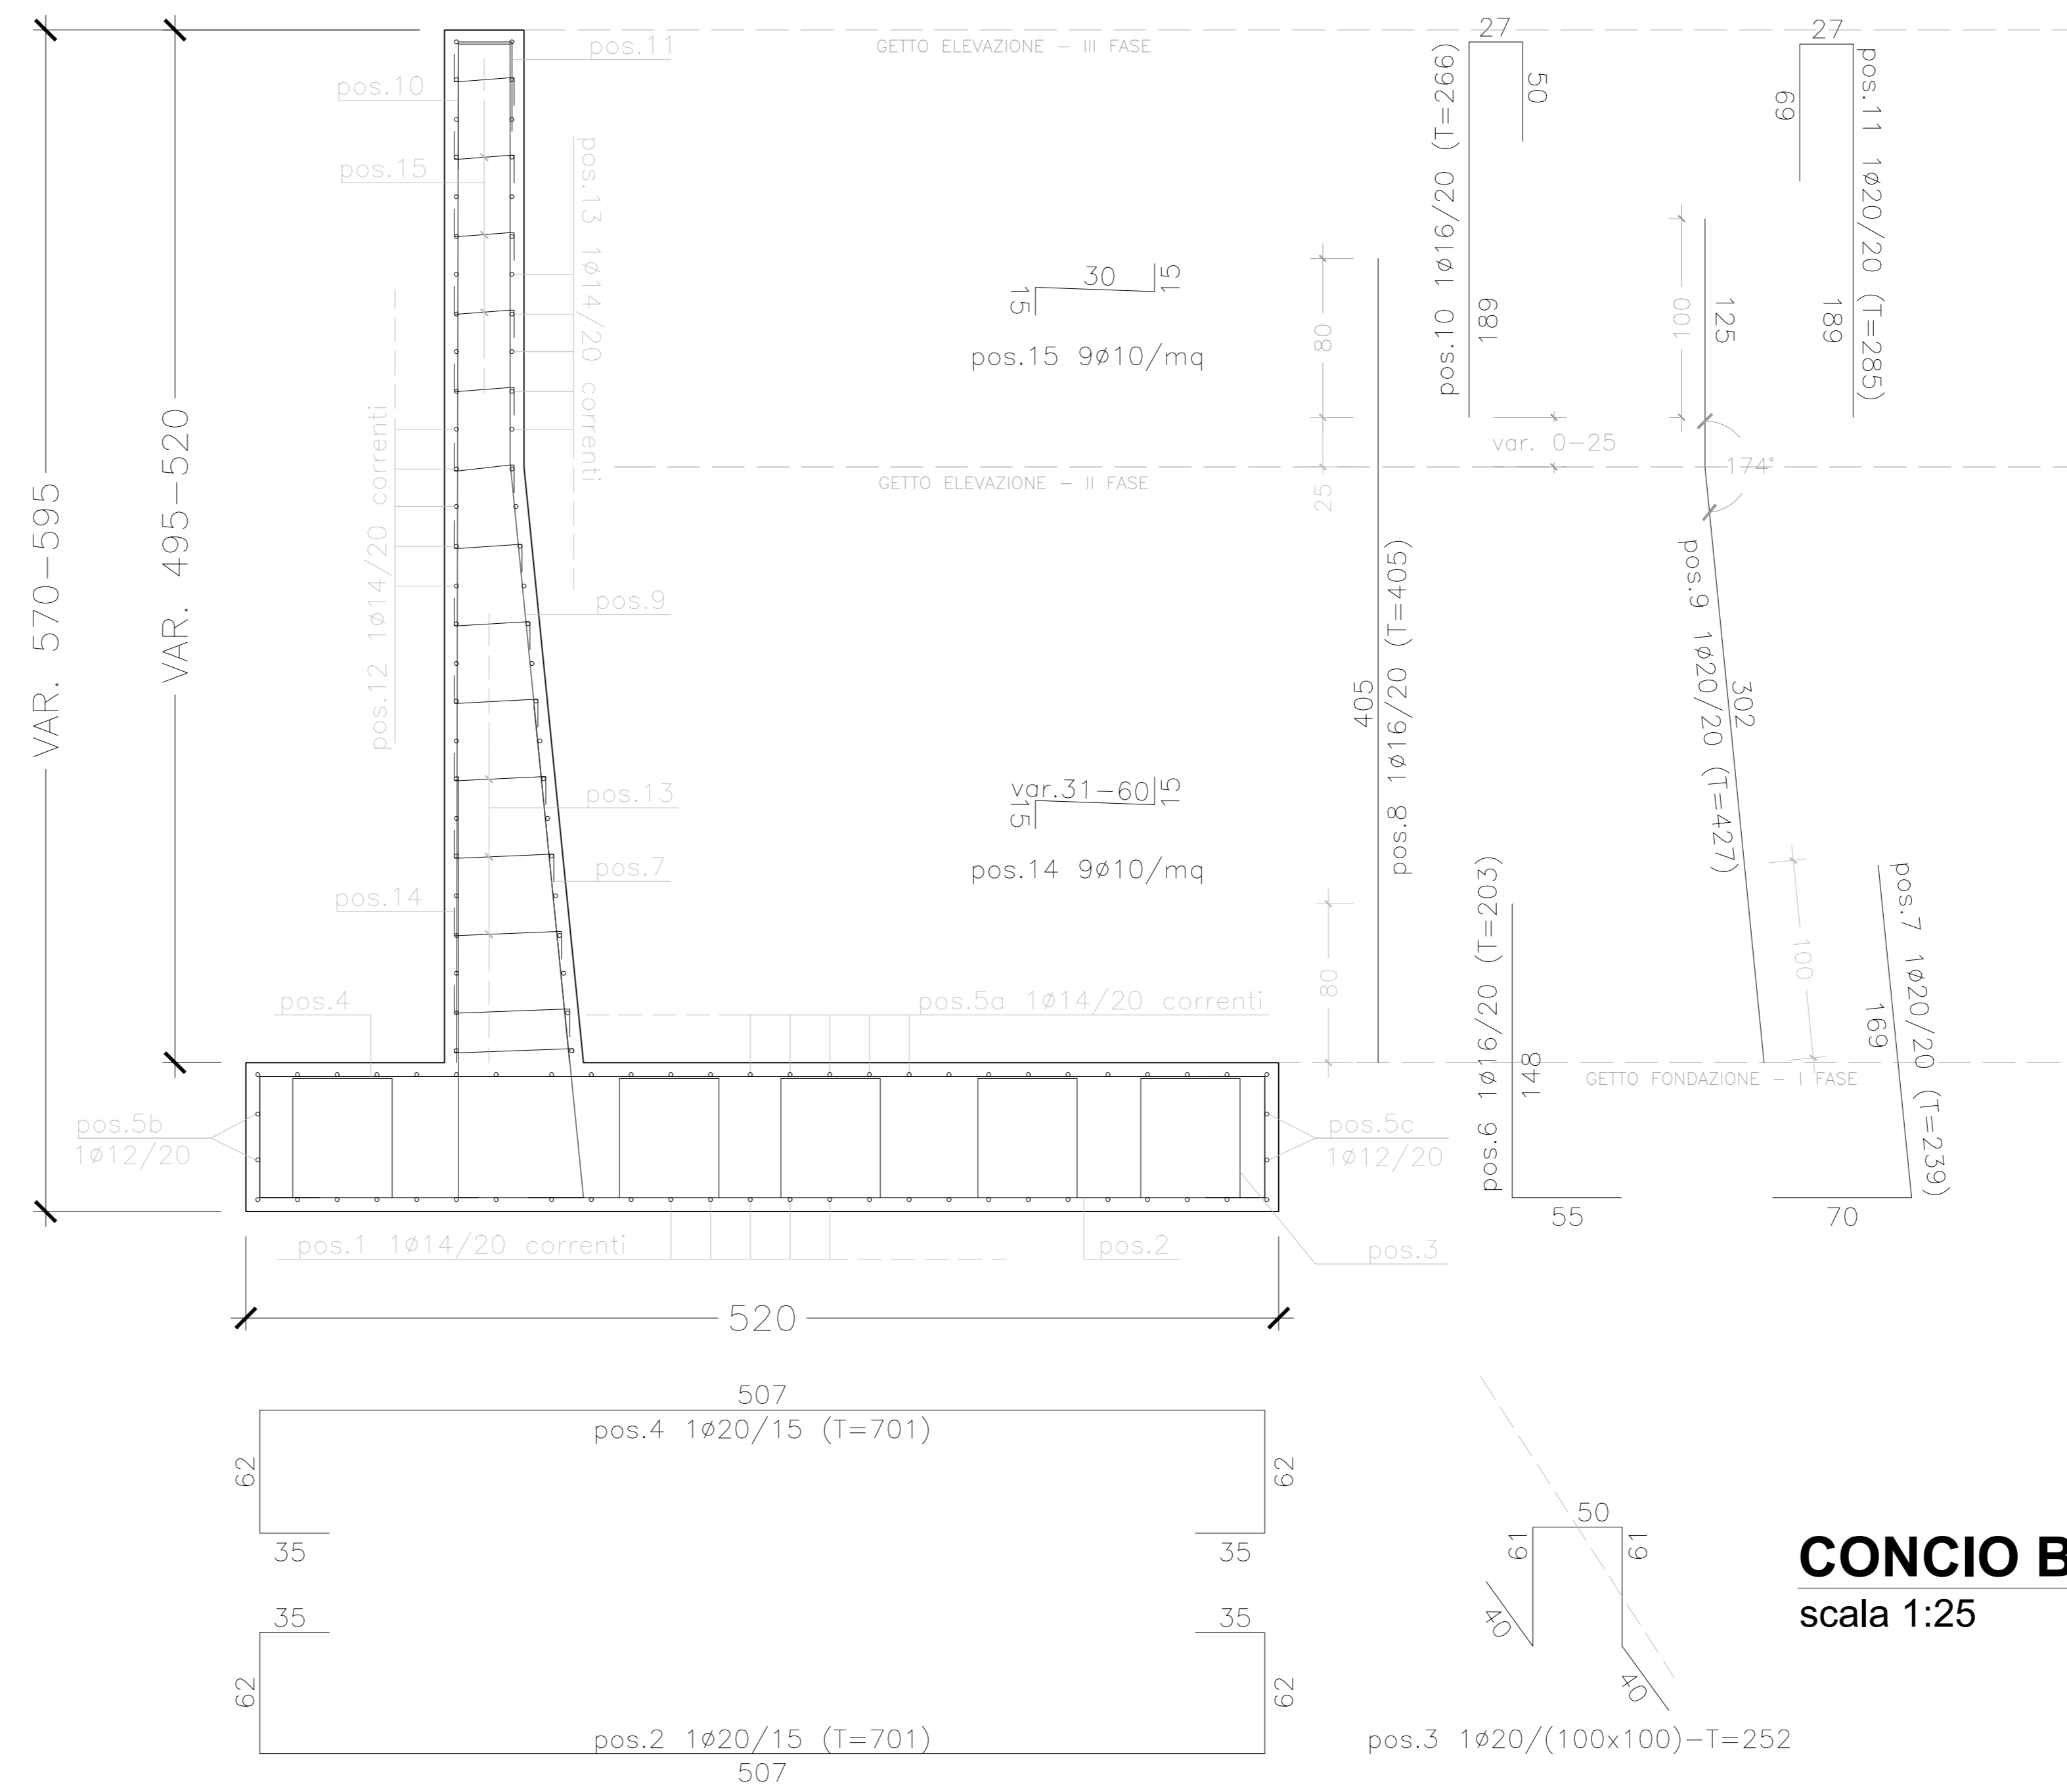 27
27
GETTO ELEVAZIONE – III FASE
pos.11
pos.10
pos.15
pos.13 1ø14/20 correnti
pos.10 1ø16/20 (T=266)
50
189
69
pos.11 1ø20/20 (T=285)
189
30
15
15
pos.15 9ø10/mq
80
25
100
125
var. 0–25
174°
GETTO ELEVAZIONE – II FASE
VAR. 570–595
VAR. 495–520
pos.12 1ø14/20 correnti
pos.9
pos.13
pos.7
pos.14
var.31–60
15
15
pos.14 9ø10/mq
405
pos.8 1ø16/20 (T=405)
pos.9 1ø20/20 (T=427)
302
80
pos.6 1ø16/20 (T=203)
148
55
100
pos.7 1ø20/20 (T=239)
169
70
GETTO FONDAZIONE – I FASE
pos.4
pos.5a 1ø14/20 correnti
pos.5b
1ø12/20
pos.5c
1ø12/20
pos.1 1ø14/20 correnti
pos.2
pos.3
520
507
pos.4 1ø20/15 (T=701)
62
62
35
35
35
35
62
62
pos.2 1ø20/15 (T=701)
507
50
61
61
40
40
pos.3 1ø20/(100x100)–T=252
CONCIO B
scala 1:25